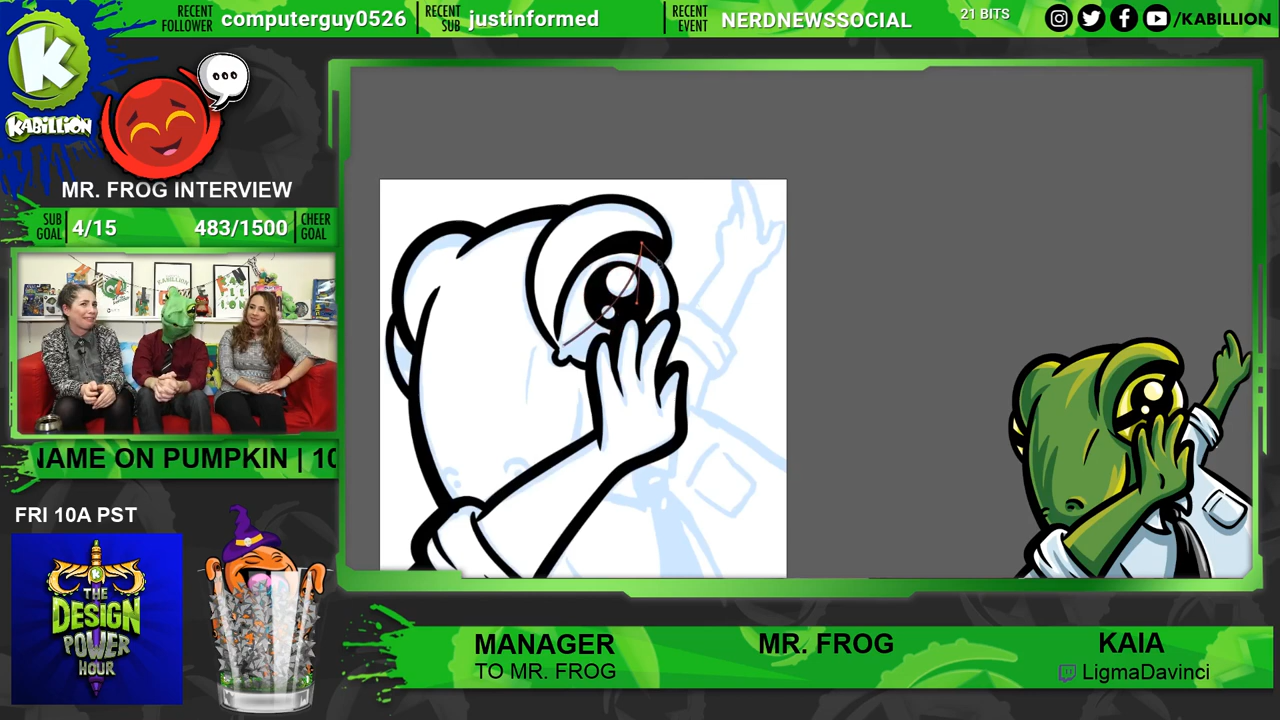 RECENT FOLLOWER computerguy0526
RECENT SUB justinformed
RECENT EVENT NERDNEWSSOCIAL
21 BITS
/KABILLION
K
KABILLION
MR. FROG INTERVIEW
SUB GOAL 4/15
483/1500 CHEER GOAL
NAME ON PUMPKIN | 10
FRI 10A PST
THE
DESIGN
POWER
HOUR
MANAGER
TO MR. FROG
MR. FROG
KAIA
LigmaDavinci